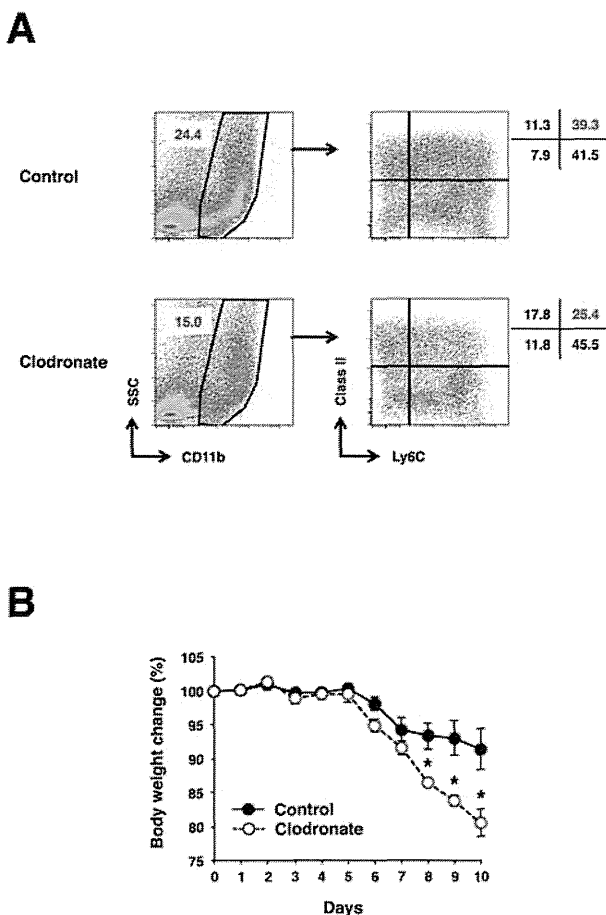 A
Control
24.4
11.3 39.3
7.9 41.5
Clodronate
15.0
17.8 25.4
11.8 45.5
SSC
CD11b
Class II
Ly6C
B
Body weight change (%)
105
100
95
90
85
80
75
* * *
Control
Clodronate
0 1 2 3 4 5 6 7 8 9 10
Days